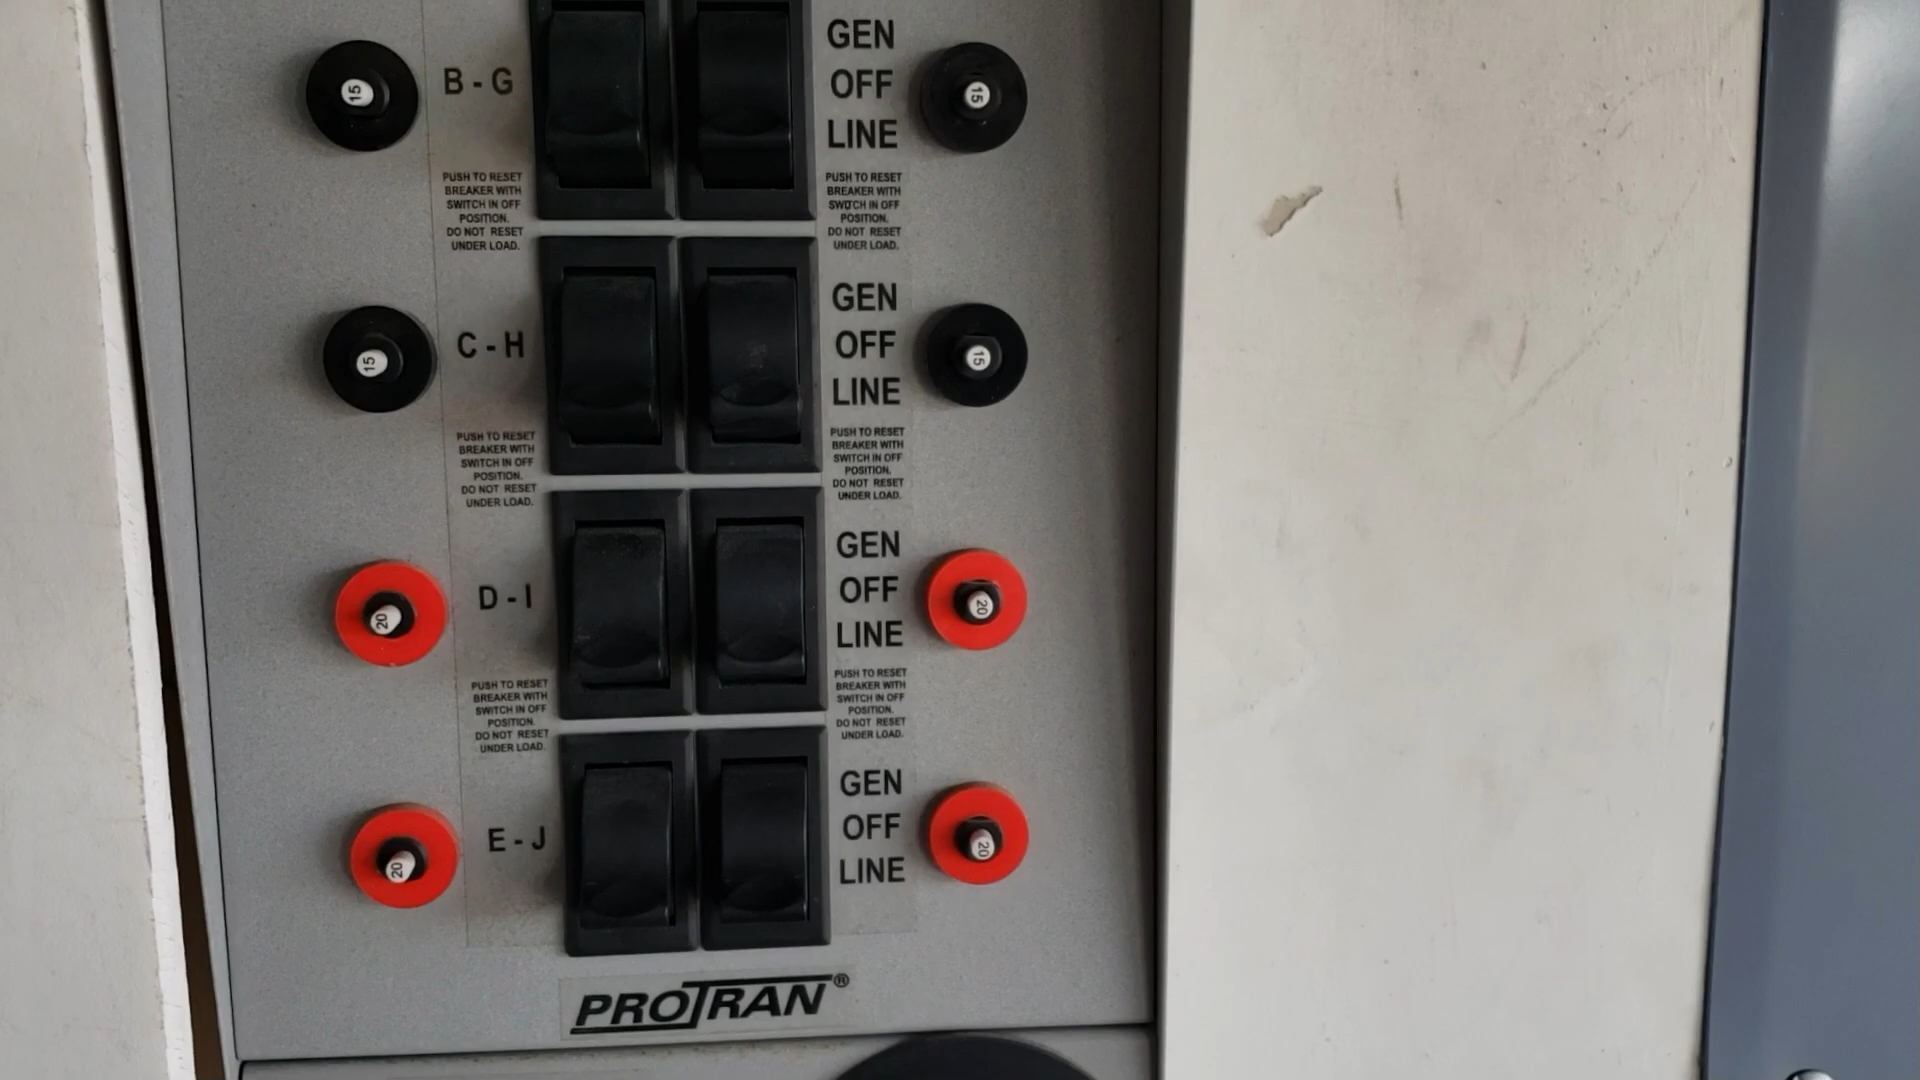 15
B - G
GEN
OFF
LINE
15
PUSH TO RESET
BREAKER WITH
SWITCH IN OFF
POSITION.
DO NOT RESET
UNDER LOAD.
PUSH TO RESET
BREAKER WITH
SWITCH IN OFF
POSITION.
DO NOT RESET
UNDER LOAD.
15
C - H
GEN
OFF
LINE
15
PUSH TO RESET
BREAKER WITH
SWITCH IN OFF
POSITION.
DO NOT RESET
UNDER LOAD.
PUSH TO RESET
BREAKER WITH
SWITCH IN OFF
POSITION.
DO NOT RESET
UNDER LOAD.
20
D - I
GEN
OFF
LINE
20
PUSH TO RESET
BREAKER WITH
SWITCH IN OFF
POSITION.
DO NOT RESET
UNDER LOAD.
PUSH TO RESET
BREAKER WITH
SWITCH IN OFF
POSITION.
DO NOT RESET
UNDER LOAD.
20
E - J
GEN
OFF
LINE
20
PROTRAN®